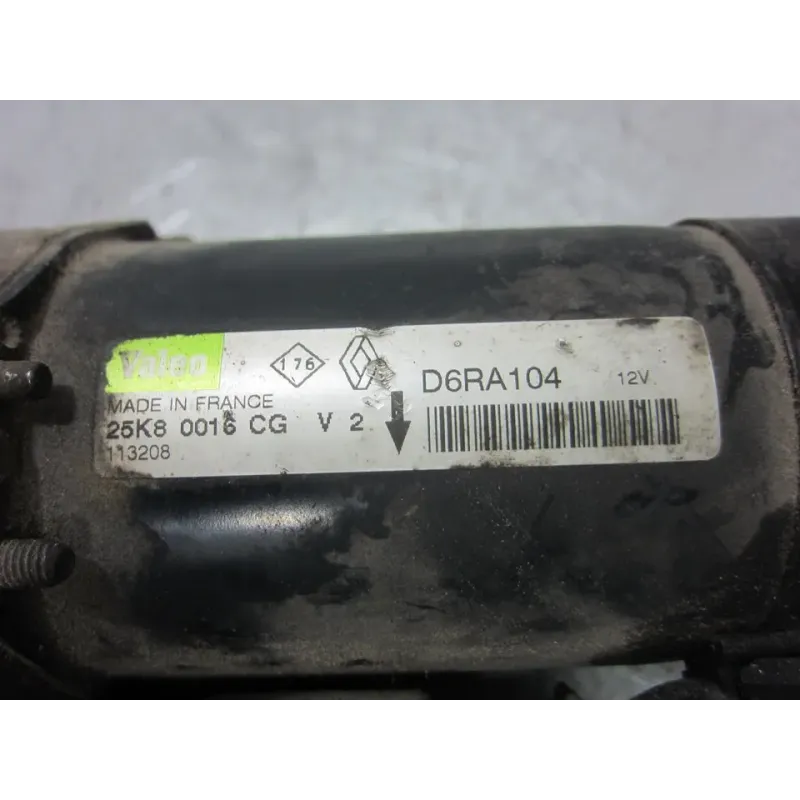 Valeo 176 D6RA104 12V
MADE IN FRANCE
25K8 0016 CG V 2
113208